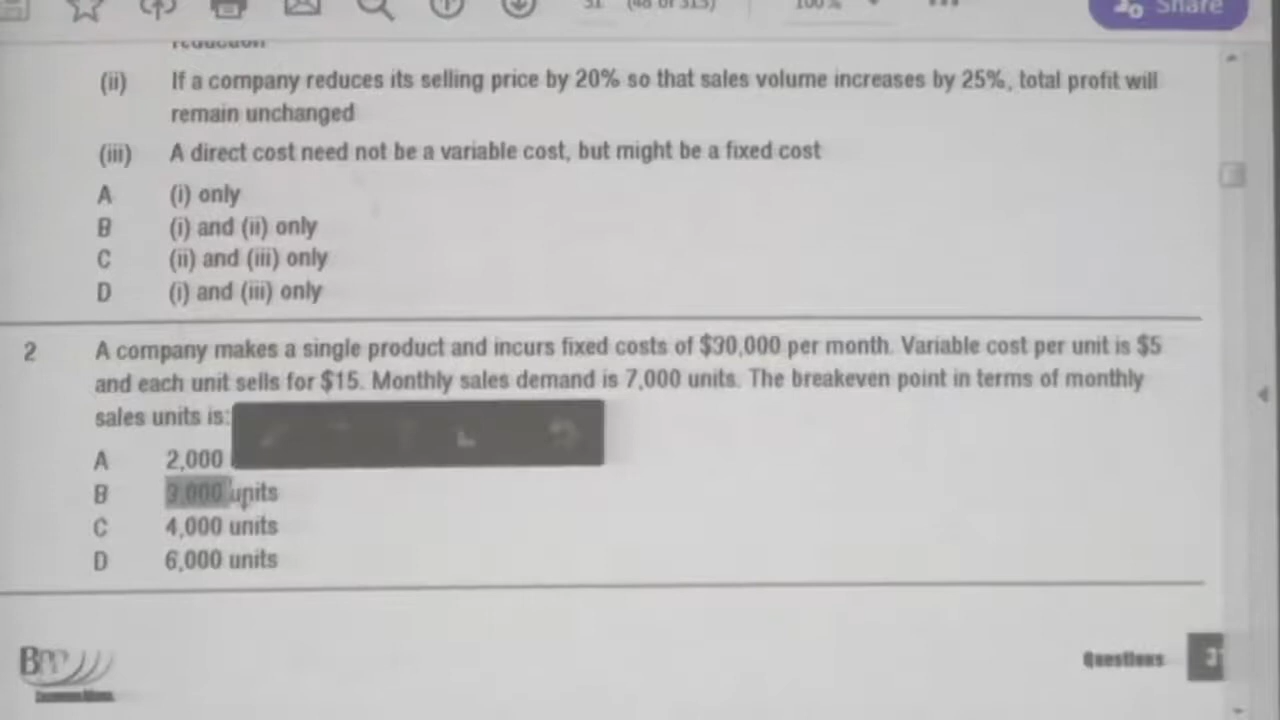 Share
(ii) If a company reduces its selling price by 20% so that sales volume increases by 25%, total profit will
remain unchanged
(iii) A direct cost need not be a variable cost, but might be a fixed cost
A (i) only
B (i) and (ii) only
C (ii) and (iii) only
D (i) and (iii) only
2 A company makes a single product and incurs fixed costs of $30,000 per month. Variable cost per unit is $5
and each unit sells for $15. Monthly sales demand is 7,000 units. The breakeven point in terms of monthly
sales units is:
A 2,000
B 3,000 units
C 4,000 units
D 6,000 units
BPP
Questions